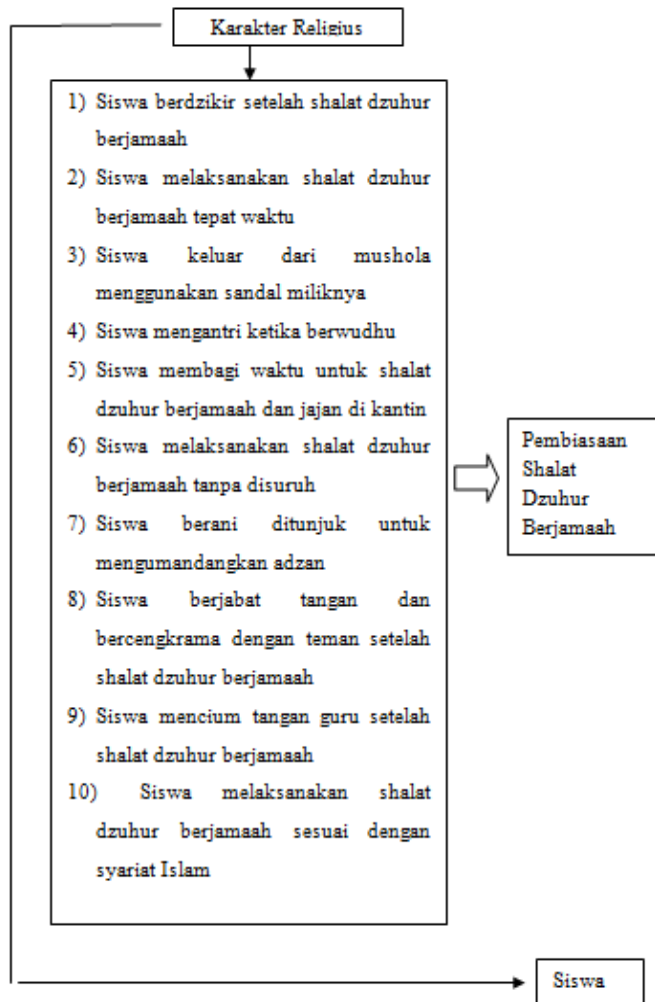 Karakter Religius
1) Siswa berdzikir setelah shalat dzuhur
berjamaah
2) Siswa melaksanakan shalat dzuhur
berjamaah tepat waktu
3) Siswa keluar dari mushola
menggunakan sandal miliknya
4) Siswa mengantri ketika berwudhu
5) Siswa membagi waktu untuk shalat
dzuhur berjamaah dan jajan di kantin
6) Siswa melaksanakan shalat dzuhur
berjamaah tanpa disuruh
7) Siswa berani ditunjuk untuk
mengumandangkan adzan
8) Siswa berjabat tangan dan
bercengkrama dengan teman setelah
shalat dzuhur berjamaah
9) Siswa mencium tangan guru setelah
shalat dzuhur berjamaah
10) Siswa melaksanakan shalat
dzuhur berjamaah sesuai dengan
syariat Islam
Pembiasaan
Shalat
Dzuhur
Berjamaah
Siswa